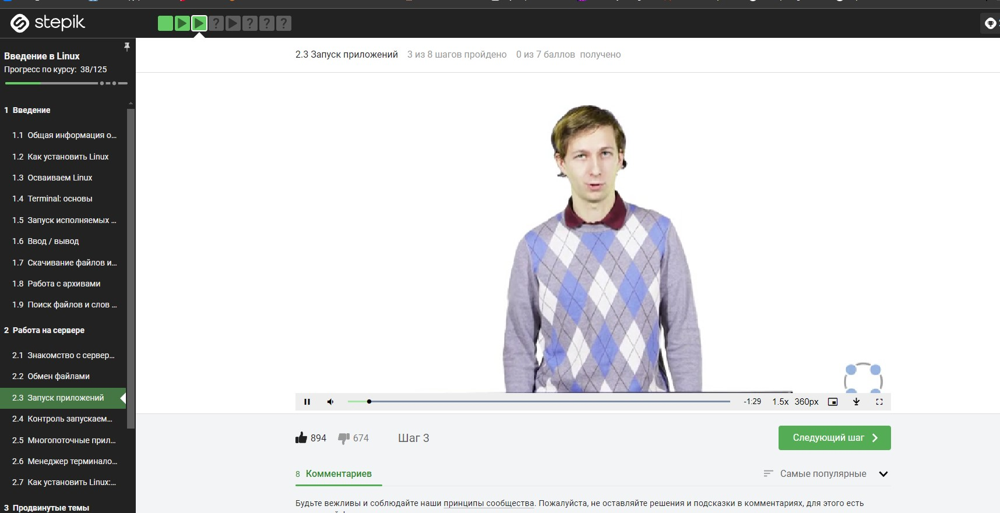 stepik
? ? ? ?
Введение в Linux
Прогресс по курсу: 38/125
1 Введение
1.1 Общая информация о...
1.2 Как установить Linux
1.3 Осваиваем Linux
1.4 Terminal: основы
1.5 Запуск исполняемых ...
1.6 Ввод / вывод
1.7 Скачивание файлов и...
1.8 Работа с архивами
1.9 Поиск файлов и слов ...
2 Работа на сервере
2.1 Знакомство с сервер...
2.2 Обмен файлами
2.3 Запуск приложений
2.4 Контроль запускаем...
2.5 Многопоточные прил...
2.6 Менеджер терминало...
2.7 Как установить Linux:...
3 Продвинутые темы
2.3 Запуск приложений 3 из 8 шагов пройдено 0 из 7 баллов получено
-1:29 1.5x 360px
894 674 Шаг 3 Следующий шаг
8 Комментариев Самые популярные
Будьте вежливы и соблюдайте наши принципы сообщества. Пожалуйста, не оставляйте решения и подсказки в комментариях, для этого есть